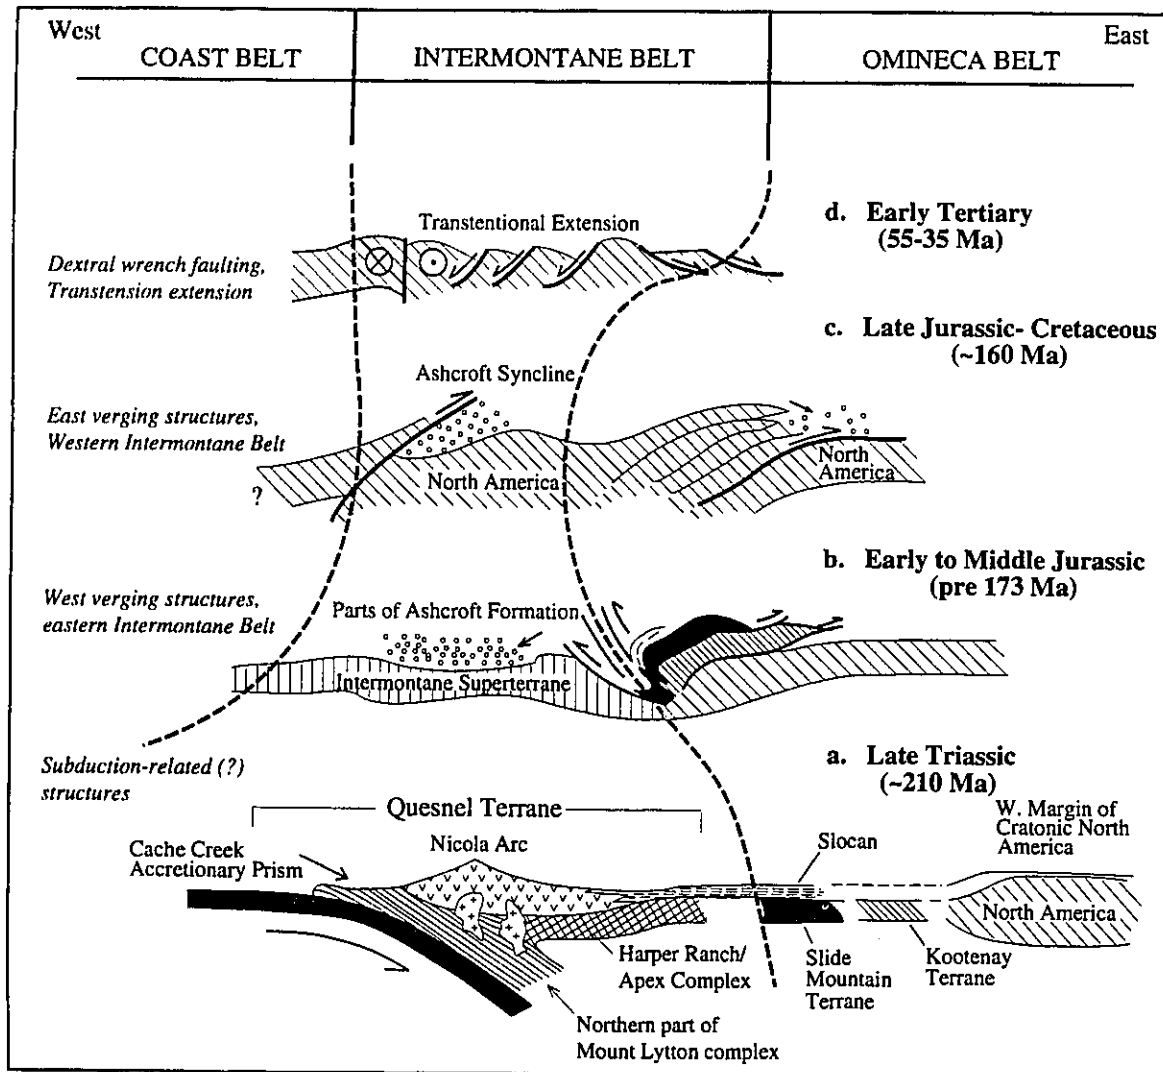 West
East
COAST BELT
INTERMONTANE BELT
OMINECA BELT
d. Early Tertiary
(55-35 Ma)
Transtentional Extension
Dextral wrench faulting,
Transtension extension
c. Late Jurassic- Cretaceous
(~160 Ma)
Ashcroft Syncline
East verging structures,
Western Intermontane Belt
?
North America
North
America
b. Early to Middle Jurassic
(pre 173 Ma)
West verging structures,
eastern Intermontane Belt
Parts of Ashcroft Formation
Intermontane Superterrane
a. Late Triassic
(~210 Ma)
Subduction-related (?)
structures
Quesnel Terrane
Nicola Arc
Cache Creek
Accretionary Prism
Slocan
W. Margin of
Cratonic North
America
North America
Harper Ranch/
Apex Complex
Slide
Mountain
Terrane
Kootenay
Terrane
Northern part of
Mount Lytton complex